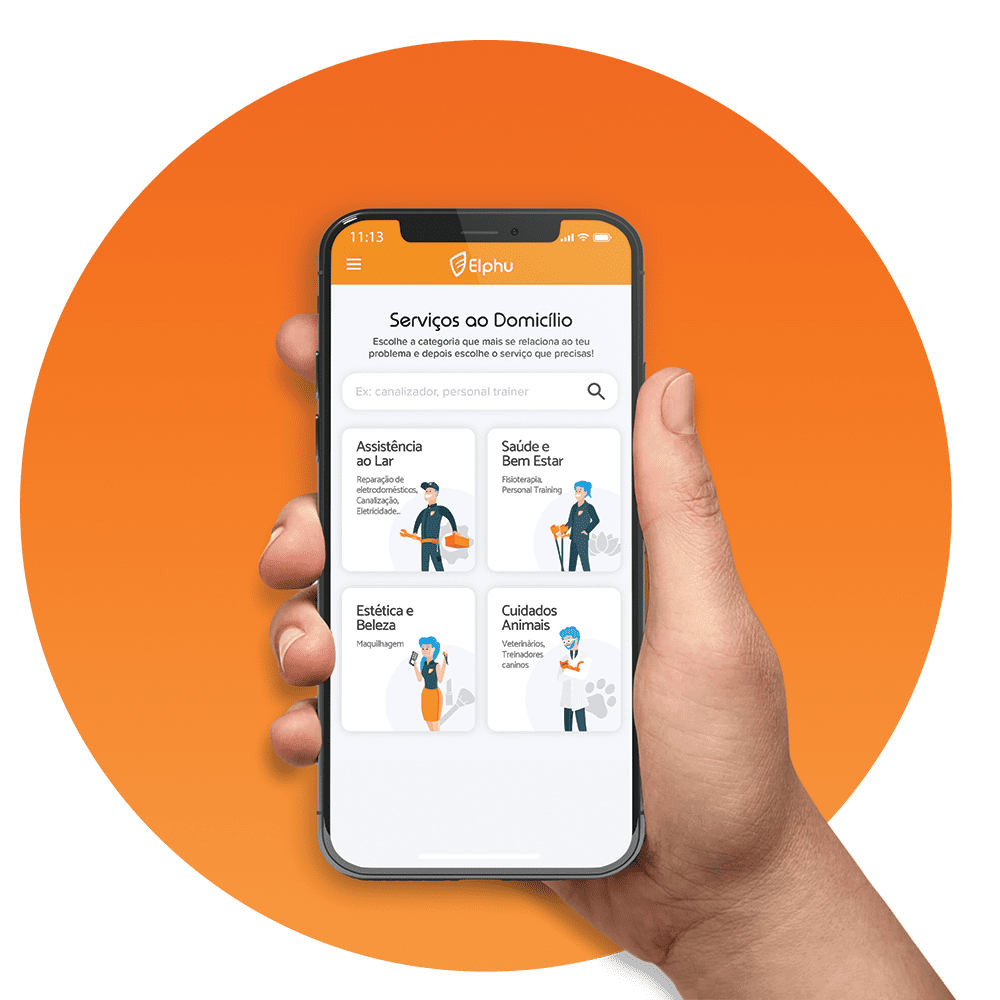 11:13
Elphu
Serviços ao Domicílio
Escolhe a categoria que mais se relaciona ao teu
problema e depois escolhe o serviço que precisas!
Ex: canalizador, personal trainer
Assistência
ao Lar
Reparação de
eletrodomésticos,
Canalização,
Eletricidade...
Saúde e
Bem Estar
Fisioterapia,
Personal Training
Estética e
Beleza
Maquilhagem
Cuidados
Animais
Veterinários,
Treinadores
caninos